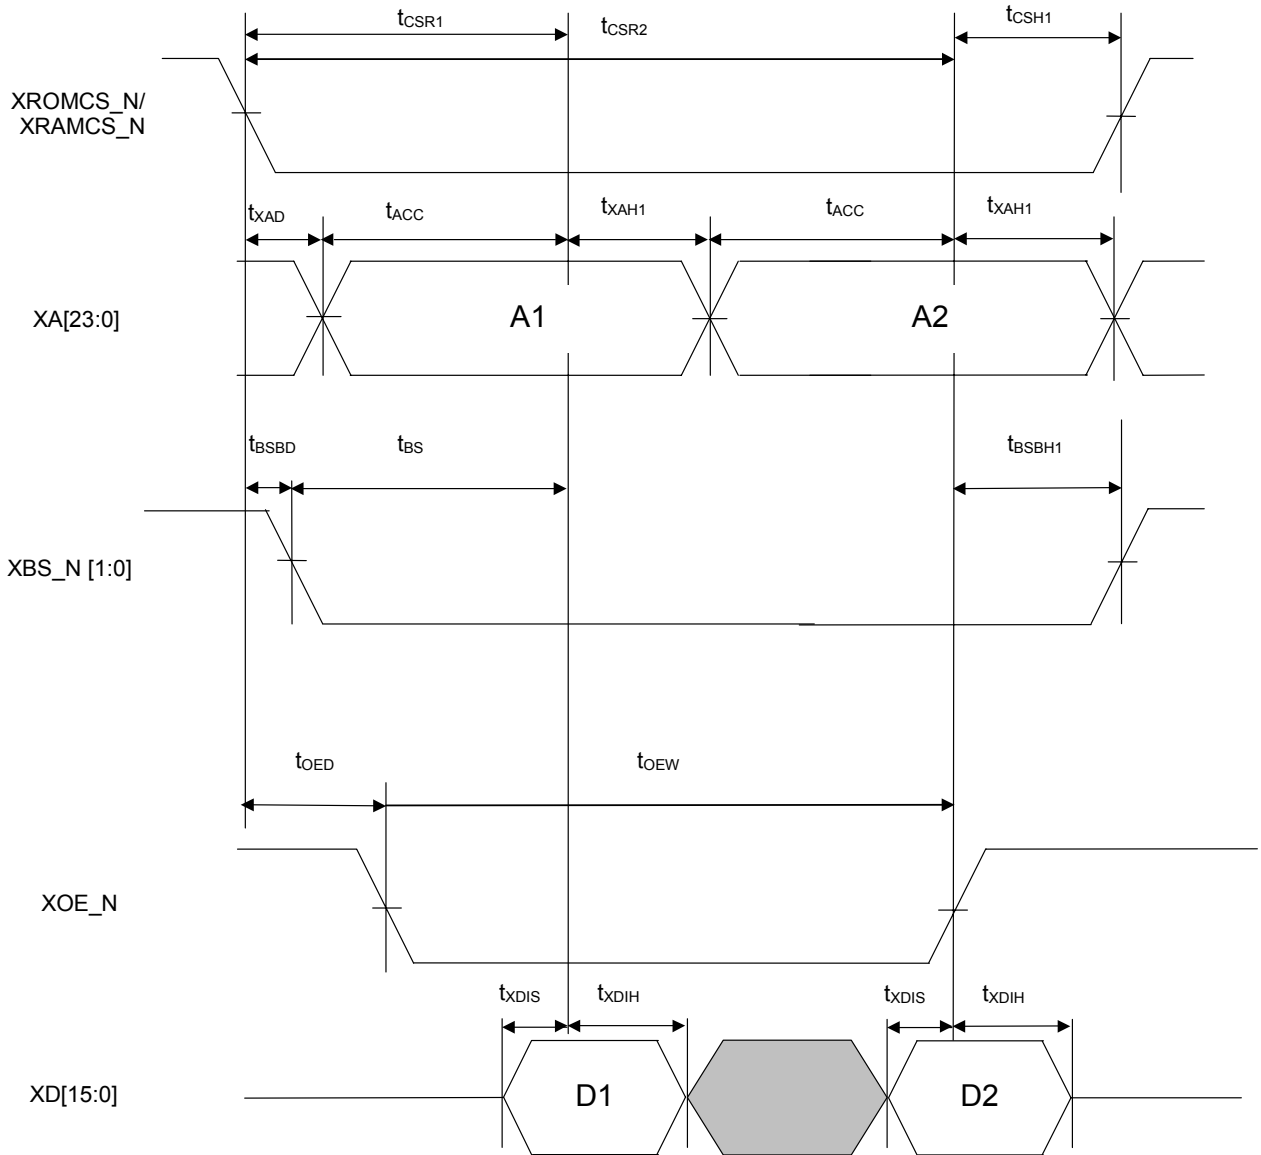 tCSR1
tCSR2
tCSH1
XROMCS_N/
XRAMCS_N
tXAD
tACC
tXAH1
tACC
tXAH1
XA[23:0]
A1
A2
tBSBD
tBS
tBSBH1
XBS_N [1:0]
tOED
tOEW
XOE_N
tXDIS
tXDIH
tXDIS
tXDIH
XD[15:0]
D1
D2